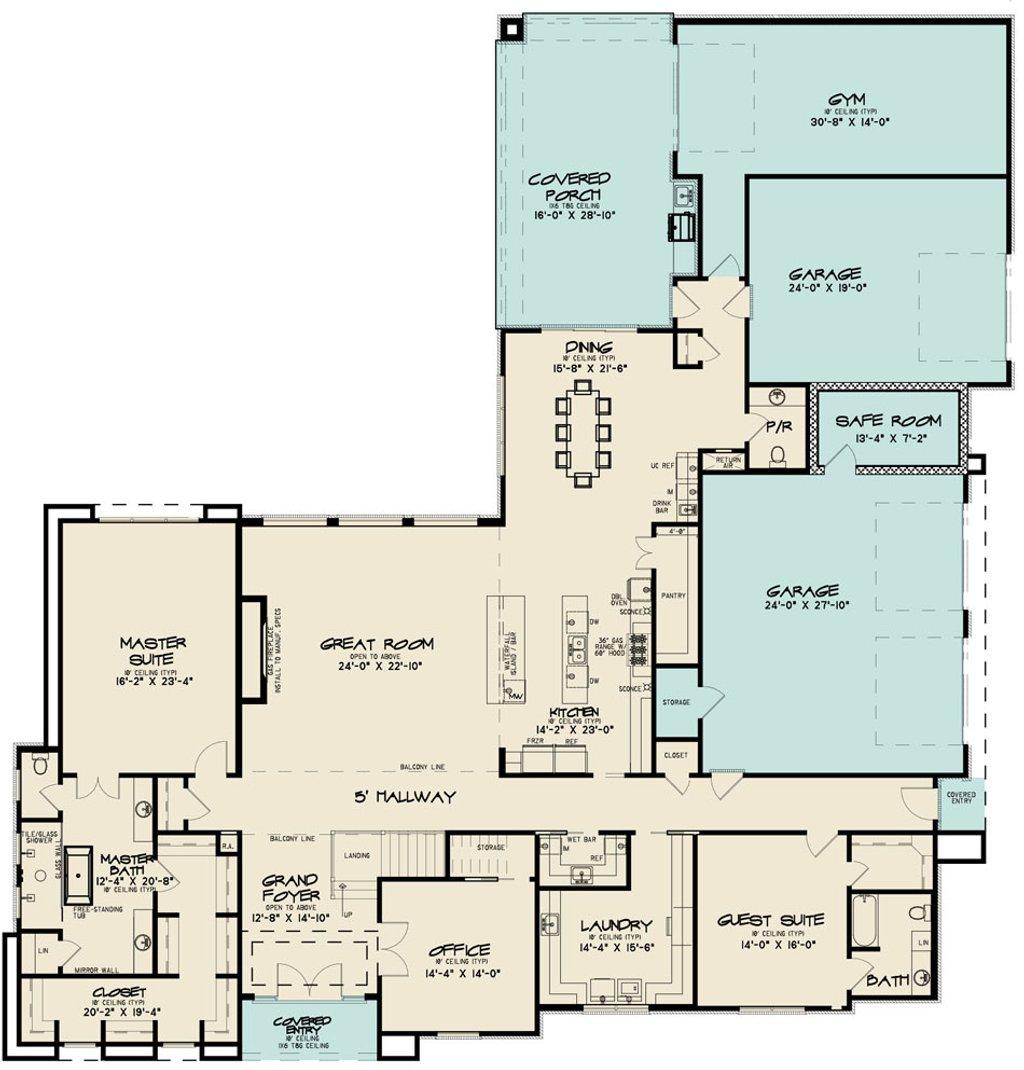 GYM
10' CEILING (TYP)
30'-8" X 14'-0"
COVERED
PORCH
1X6 T&G CEILING
16'-0" X 28'-10"
GARAGE
24'-0" X 19'-0"
DINING
10' CEILING (TYP)
15'-8" X 21'-6"
P/R
SAFE ROOM
13'-4" X 7'-2"
RETURN
AIR
UC REF
IM
DRINK
BAR
4'-0"
PANTRY
DBL.
OVEN
SCONCE
36" GAS
RANGE W/
60" HOOD
SCONCE
GARAGE
24'-0" X 27'-10"
STORAGE
CLOSET
MASTER
SUITE
10' CEILING (TYP)
16'-2" X 23'-4"
GAS FIREPLACE
INSTALL TO MANUF. SPECS
GREAT ROOM
OPEN TO ABOVE
24'-0" X 22'-10"
WATERFALL
ISLAND / BAR
MW
DW
DW
KITCHEN
10' CEILING (TYP)
14'-2" X 23'-0"
FRZR
REF
BALCONY LINE
5' HALLWAY
COVERED
ENTRY
TILE/GLASS
SHOWER
GLASS WALL
MASTER
BATH
12'-4" X 20'-8"
10' CEILING (TYP)
FREE-STANDING
TUB
LIN
MIRROR WALL
R.A.
CLOSET
10' CEILING (TYP)
20'-2" X 19'-4"
BALCONY LINE
LANDING
UP
STORAGE
GRAND
FOYER
OPEN TO ABOVE
12'-8" X 14'-10"
COVERED
ENTRY
10' CEILING
1X6 T&G CEILING
OFFICE
10' CEILING (TYP)
14'-4" X 14'-0"
WET BAR
IM
REF
LAUNDRY
10' CEILING (TYP)
14'-4" X 15'-6"
GUEST SUITE
10' CEILING (TYP)
14'-0" X 16'-0"
LIN
BATH